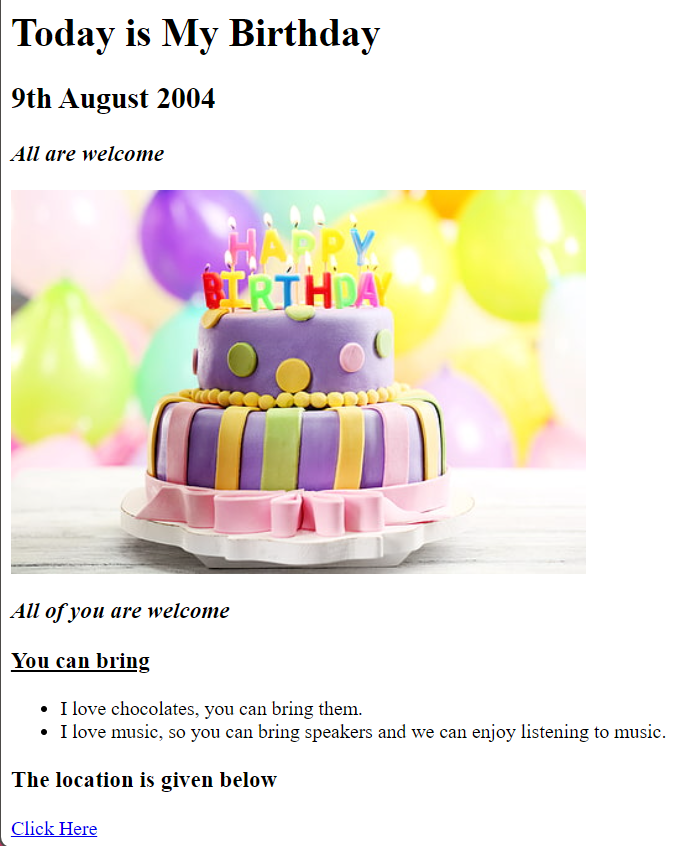 Today is My Birthday
9th August 2004
All are welcome
HAPPY
BIRTHDAY
All of you are welcome
You can bring
I love chocolates, you can bring them.
I love music, so you can bring speakers and we can enjoy listening to music.
The location is given below
Click Here